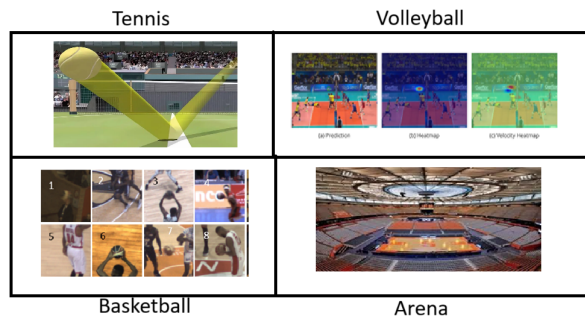 Tennis
Volleyball
(a) Prediction
(b) Heatmap
(c) Velocity Heatmap
1
2
3
4
5
6
7
8
Basketball
Arena